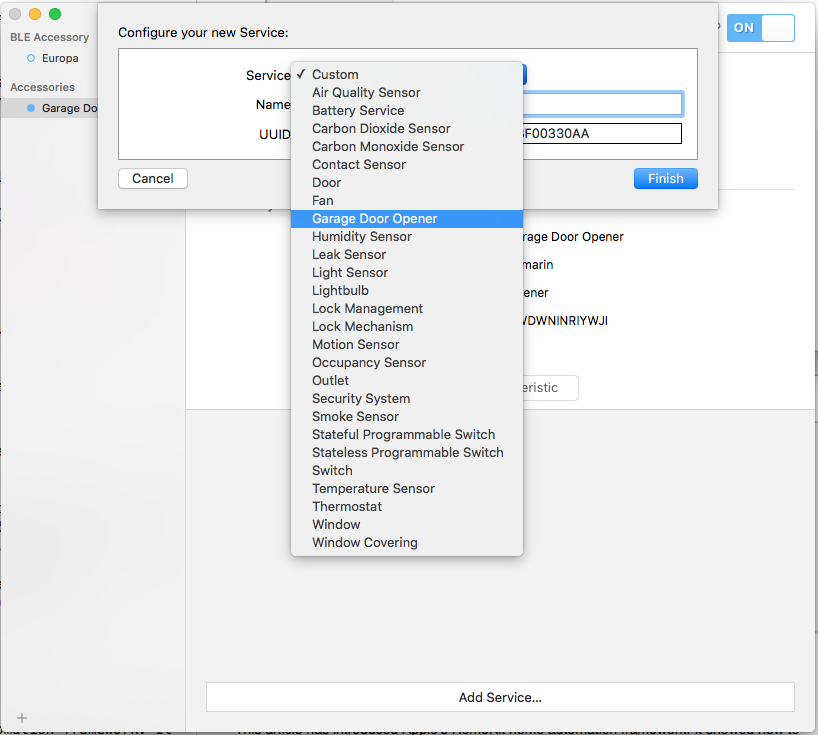 Configure your new Service:
ON
BLE Accessory
Europa
Accessories
Garage Do
Service
Name
UUID
F00330AA
✓ Custom
Air Quality Sensor
Battery Service
Carbon Dioxide Sensor
Carbon Monoxide Sensor
Contact Sensor
Door
Fan
Garage Door Opener
Humidity Sensor
Leak Sensor
Light Sensor
Lightbulb
Lock Management
Lock Mechanism
Motion Sensor
Occupancy Sensor
Outlet
Security System
Smoke Sensor
Stateful Programmable Switch
Stateless Programmable Switch
Switch
Temperature Sensor
Thermostat
Window
Window Covering
Cancel
Finish
rage Door Opener
marin
ener
WDWNINRIYWJI
eristic
Add Service...
+